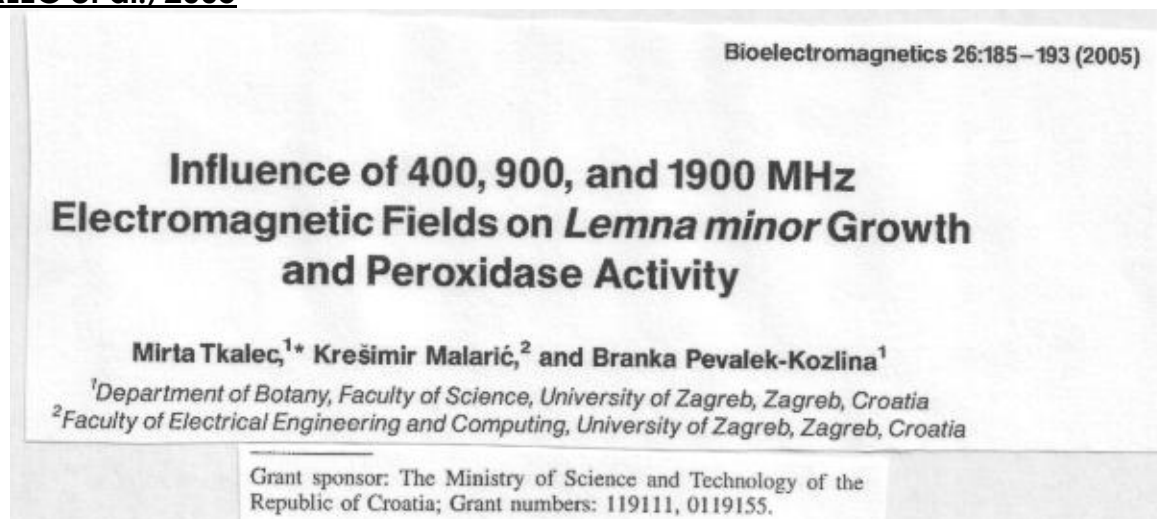 et al., 2005
Bioelectromagnetics 26:185–193 (2005)
Influence of 400, 900, and 1900 MHz
Electromagnetic Fields on Lemna minor Growth
and Peroxidase Activity
Mirta Tkalec,¹* Krešimir Malarić,² and Branka Pevalek-Kozlina¹
¹Department of Botany, Faculty of Science, University of Zagreb, Zagreb, Croatia
²Faculty of Electrical Engineering and Computing, University of Zagreb, Zagreb, Croatia
Grant sponsor: The Ministry of Science and Technology of the
Republic of Croatia; Grant numbers: 119111, 0119155.